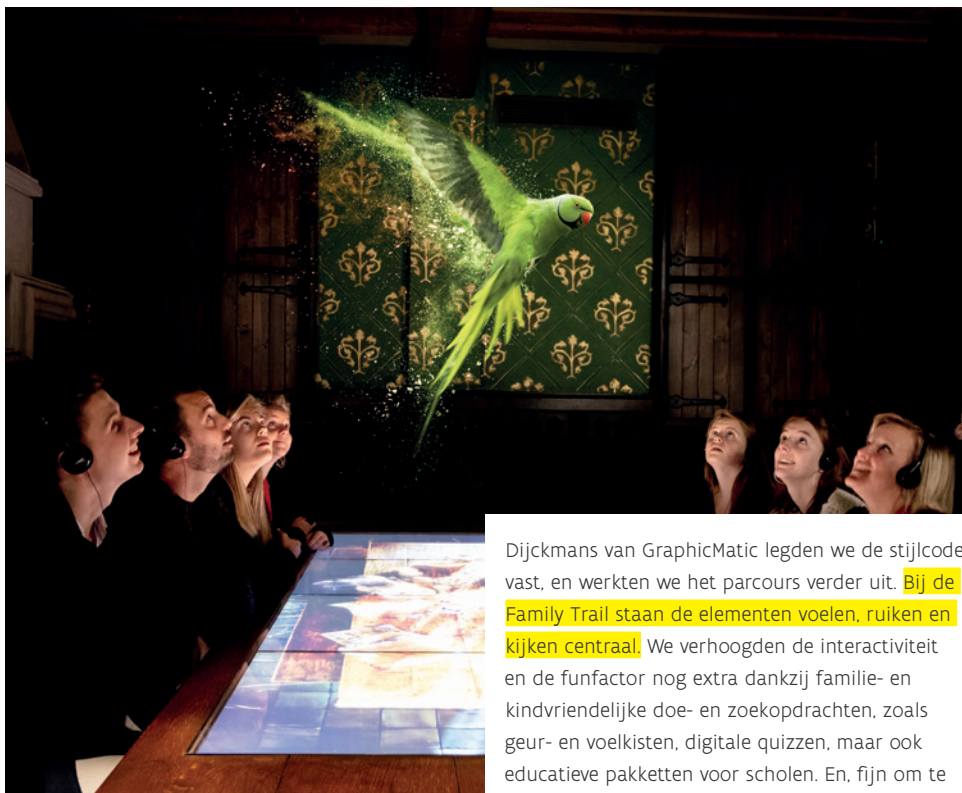 Dijckmans van GraphicMatic legden we de stijlcode
vast, en werkten we het parcours verder uit. Bij de
Family Trail staan de elementen voelen, ruiken en
kijken centraal. We verhoogden de interactiviteit
en de funfactor nog extra dankzij familie- en
kindvriendelijke doe- en zoekopdrachten, zoals
geur- en voelkisten, digitale quizzen, maar ook
educatieve pakketten voor scholen. En, fijn om te